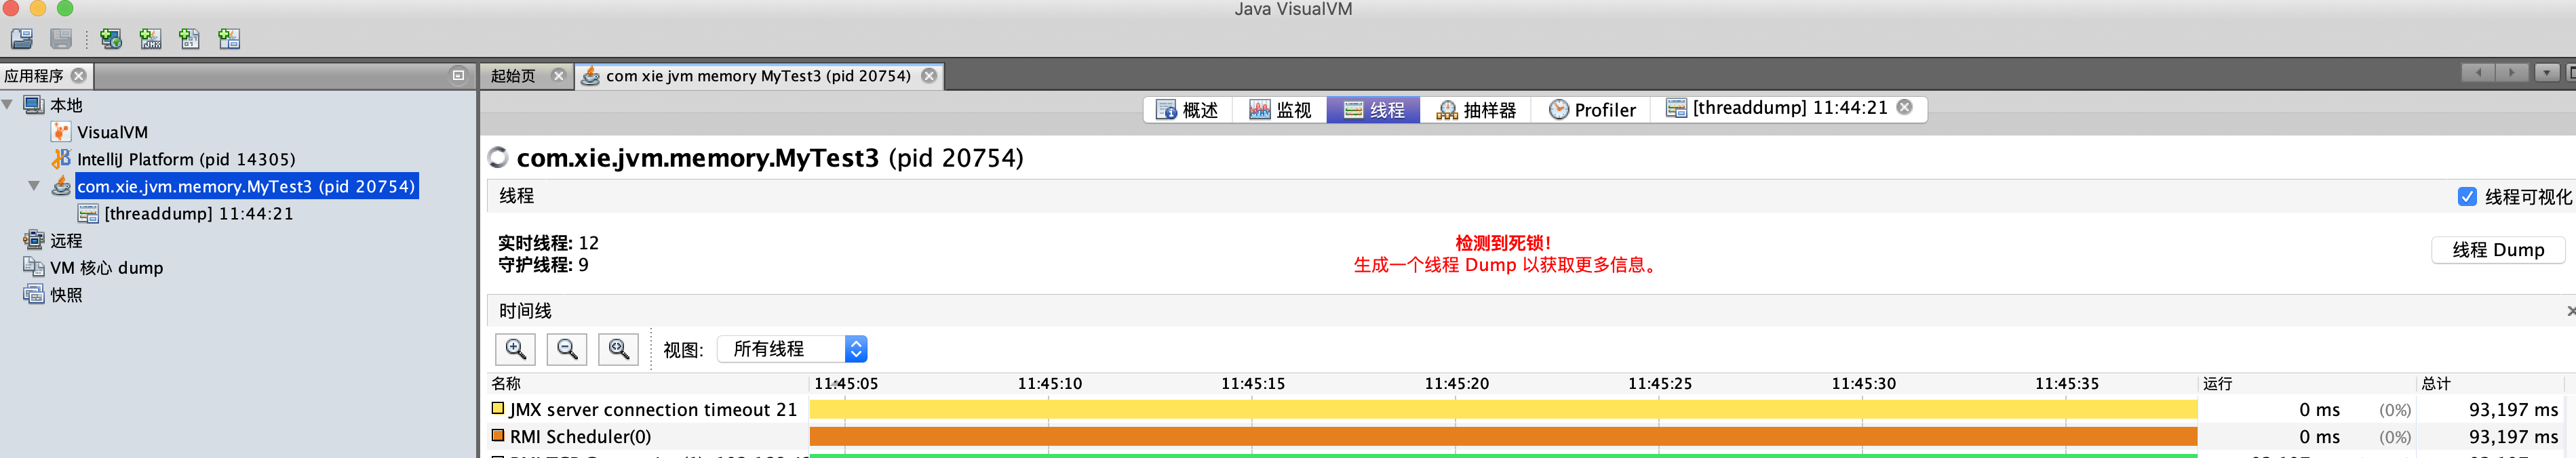 Java VisualVM
应用程序
起始页
com xie jvm memory MyTest3 (pid 20754)
本地
VisualVM
IntelliJ Platform (pid 14305)
com.xie.jvm.memory.MyTest3 (pid 20754)
[threaddump] 11:44:21
远程
VM 核心 dump
快照
概述 监视 线程 抽样器 Profiler [threaddump] 11:44:21
com.xie.jvm.memory.MyTest3 (pid 20754)
线程
线程可视化
实时线程: 12
守护线程: 9
检测到死锁!
生成一个线程 Dump 以获取更多信息。
线程 Dump
时间线
视图: 所有线程
名称 11:45:05 11:45:10 11:45:15 11:45:20 11:45:25 11:45:30 11:45:35 运行 总计
JMX server connection timeout 21 0 ms (0%) 93,197 ms
RMI Scheduler(0) 0 ms (0%) 93,197 ms